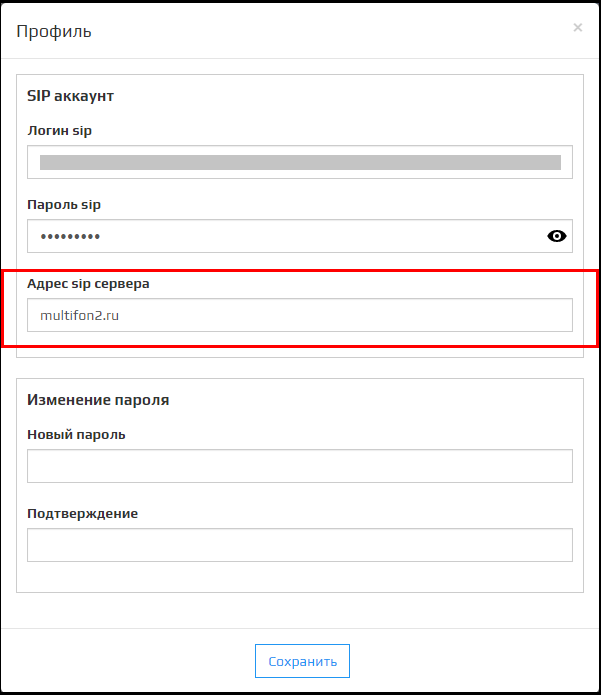 Профиль
×
SIP аккаунт
Логин sip
Пароль sip
•••••••••
Адрес sip сервера
multifon2.ru
Изменение пароля
Новый пароль
Подтверждение
Сохранить